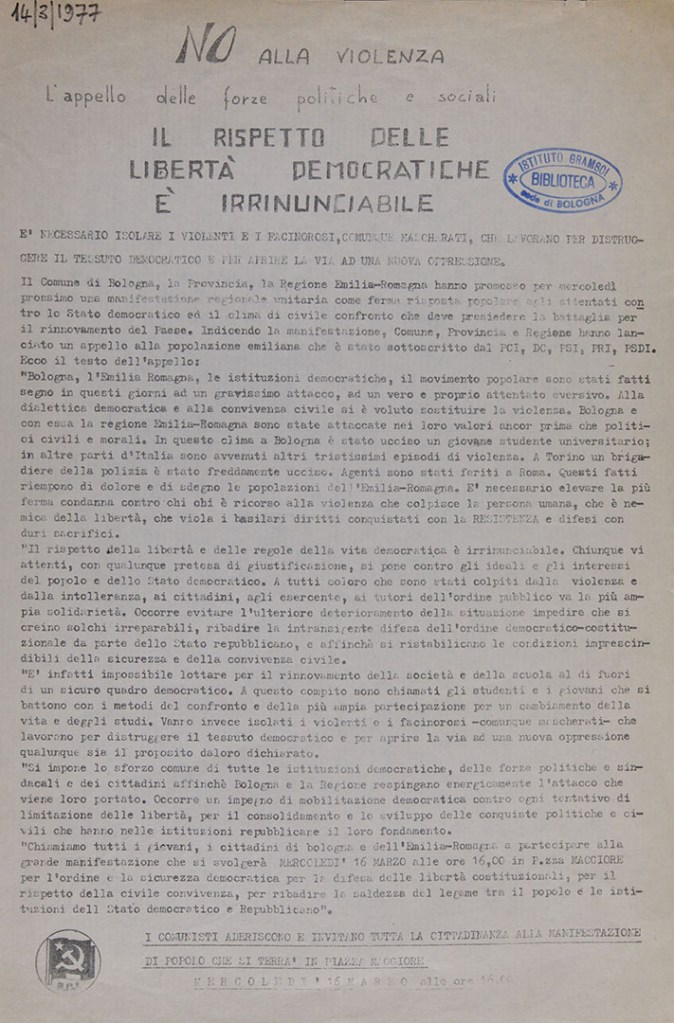 14/3/1977
NO ALLA VIOLENZA
L'appello delle forze politiche e sociali
IL RISPETTO DELLE
LIBERTÀ DEMOCRATICHE
È IRRINUNCIABILE
ISTITUTO GRAMSCI
BIBLIOTECA
sede di BOLOGNA
E' NECESSARIO ISOLARE I VIOLENTI E I FACINOROSI, COMUNQUE MASCHERATI, CHE LAVORANO PER DISTRUG-
GERE IL TESSUTO DEMOCRATICO E PER APRIRE LA VIA AD UNA NUOVA OPPRESSIONE.
Il Comune di Bologna, la Provincia, la Regione Emilia-Romagna hanno promosso per mercoledì
prossimo una manifestazione regionale unitaria come ferma risposta popolare agli attentati con
tro lo Stato democratico ed il clima di civile confronto che deve presiedere la battaglia per
il rinnovamento del Paese. Indicendo la manifestazione, Comune, Provincia e Regione hanno lan-
ciato un appello alla popolazione emiliana che è stato sottoscritto dal PCI, DC, PSI, PRI, PSDI.
Ecco il testo dell'appello:
"Bologna, l'Emilia Romagna, le istituzioni democratiche, il movimento popolare sono stati fatti
segno in questi giorni ad un gravissimo attacco, ad un vero e proprio attentato eversivo. Alla
dialettica democratica e alla convivenza civile si è voluto sostituire la violenza. Bologna e
con essa la regione Emilia-Romagna sono state attaccate nei loro valori ancor prima che politi-
ci civili e morali. In questo clima a Bologna è stato ucciso un giovane studente universitario;
in altre parti d'Italia sono avvenuti altri tristissimi episodi di violenza. A Torino un briga-
diere della polizia è stato freddamente ucciso. Agenti sono stati feriti a Roma. Questi fatti
riempono di dolore e di sdegno le popolazioni dell'Emilia-Romagna. E' necessario elevare la più
ferma condanna contro chi chi è ricorso alla violenza che colpisce la persona umana, che è ne-
mica della libertà, che viola i basilari diritti conquistati con la RESISTENZA e difesi con
duri sacrifici.
"Il rispetto della libertà e delle regole della vita democratica è irrinunciabile. Chiunque vi
attenti, con qualunque pretesa di giustificazione, si pone contro gli ideali e gli interessi
del popolo e dello Stato democratico. A tutti coloro che sono stati colpiti dalla violenza e
dalla intolleranza, ai cittadini, agli esercente, ai tutori dell'ordine pubblico va la più am-
pia solidarietà. Occorre evitare l'ulteriore deterioramento della situazione impedire che si
creino solchi irreparabili, ribadire la intransigente difesa dell'ordine democratico-costitu-
zionale da parte dello Stato repubblicano, e affinchè si ristabilicano le condizioni imprescin-
dibili della sicurezza e della convivenza civile.
"E' infatti impossibile lottare per il rinnovamento della società e della scuola al di fuori
di un sicuro quadro democratico. A questo compito sono chiamati gli studenti e i giovani che si
battono con i metodi del confronto e della più ampia partecipazione per un cambiamento della
vita e deggli studi. Vanro invece isolati i violenti e i facinorosi -comunque mascherati- che
lavorano per distruggere il tessuto democratico e per aprire la via ad una nuova oppressione
qualunque sia il proposito daloro dichiarato.
"Si impone lo sforzo comune di tutte le istituzioni democratiche, delle forze politiche e sin-
dacali e dei cittadini affinchè Bologna e la Regione respingano energicamente l'attacco che
viene loro portato. Occorre un impegno di mobilitazione democratica contro ogni tentativo di
limitazione delle libertà, per il consolidamento e lo sviluppo delle conquiste politiche e ci-
vili che hanno nelle istituzioni repubblicane il loro fondamento.
"Chiamiamo tutti i giovani, i cittadini di bologna e dell'Emilia-Romagna a partecipare alla
grande manifestazione che si svolgerà MERCOLEDI' 16 MARZO alle ore 16,00 in P.zza MAGGIORE
per l'ordine e la sicurezza democratica per la difesa delle libertà costituzionali, per il
rispetto della civile convivenza, per ribadire la saldezza del legame tra il popolo e le isti-
tuzioni dell Stato democratico e Repubblicano".
I COMUNISTI ADERISCONO E INVITANO TUTTA LA CITTADINANZA ALLA MANIFESTAZIONE
DI POPOLO CHE SI TERRA' IN PIAZZA MAGGIORE
MERCOLEDI' 16 MARZO alle ore 16,00
P.C.I.